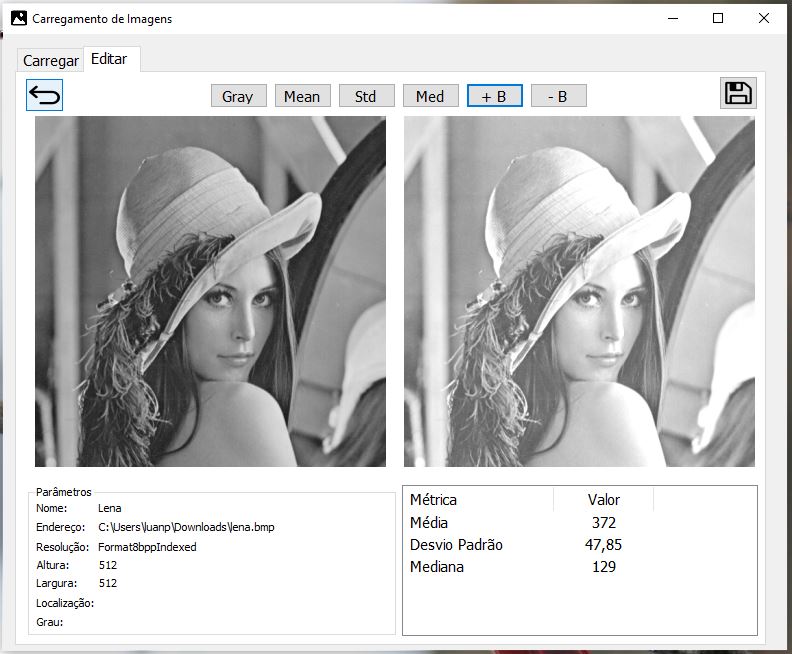 Carregamento de Imagens
Carregar Editar
Gray Mean Std Med + B - B
Parâmetros
Nome: Lena
Endereço: C:\Users\luanp\Downloads\lena.bmp
Resolução: Format8bppIndexed
Altura: 512
Largura: 512
Localização:
Grau:
Métrica Valor
Média 372
Desvio Padrão 47,85
Mediana 129